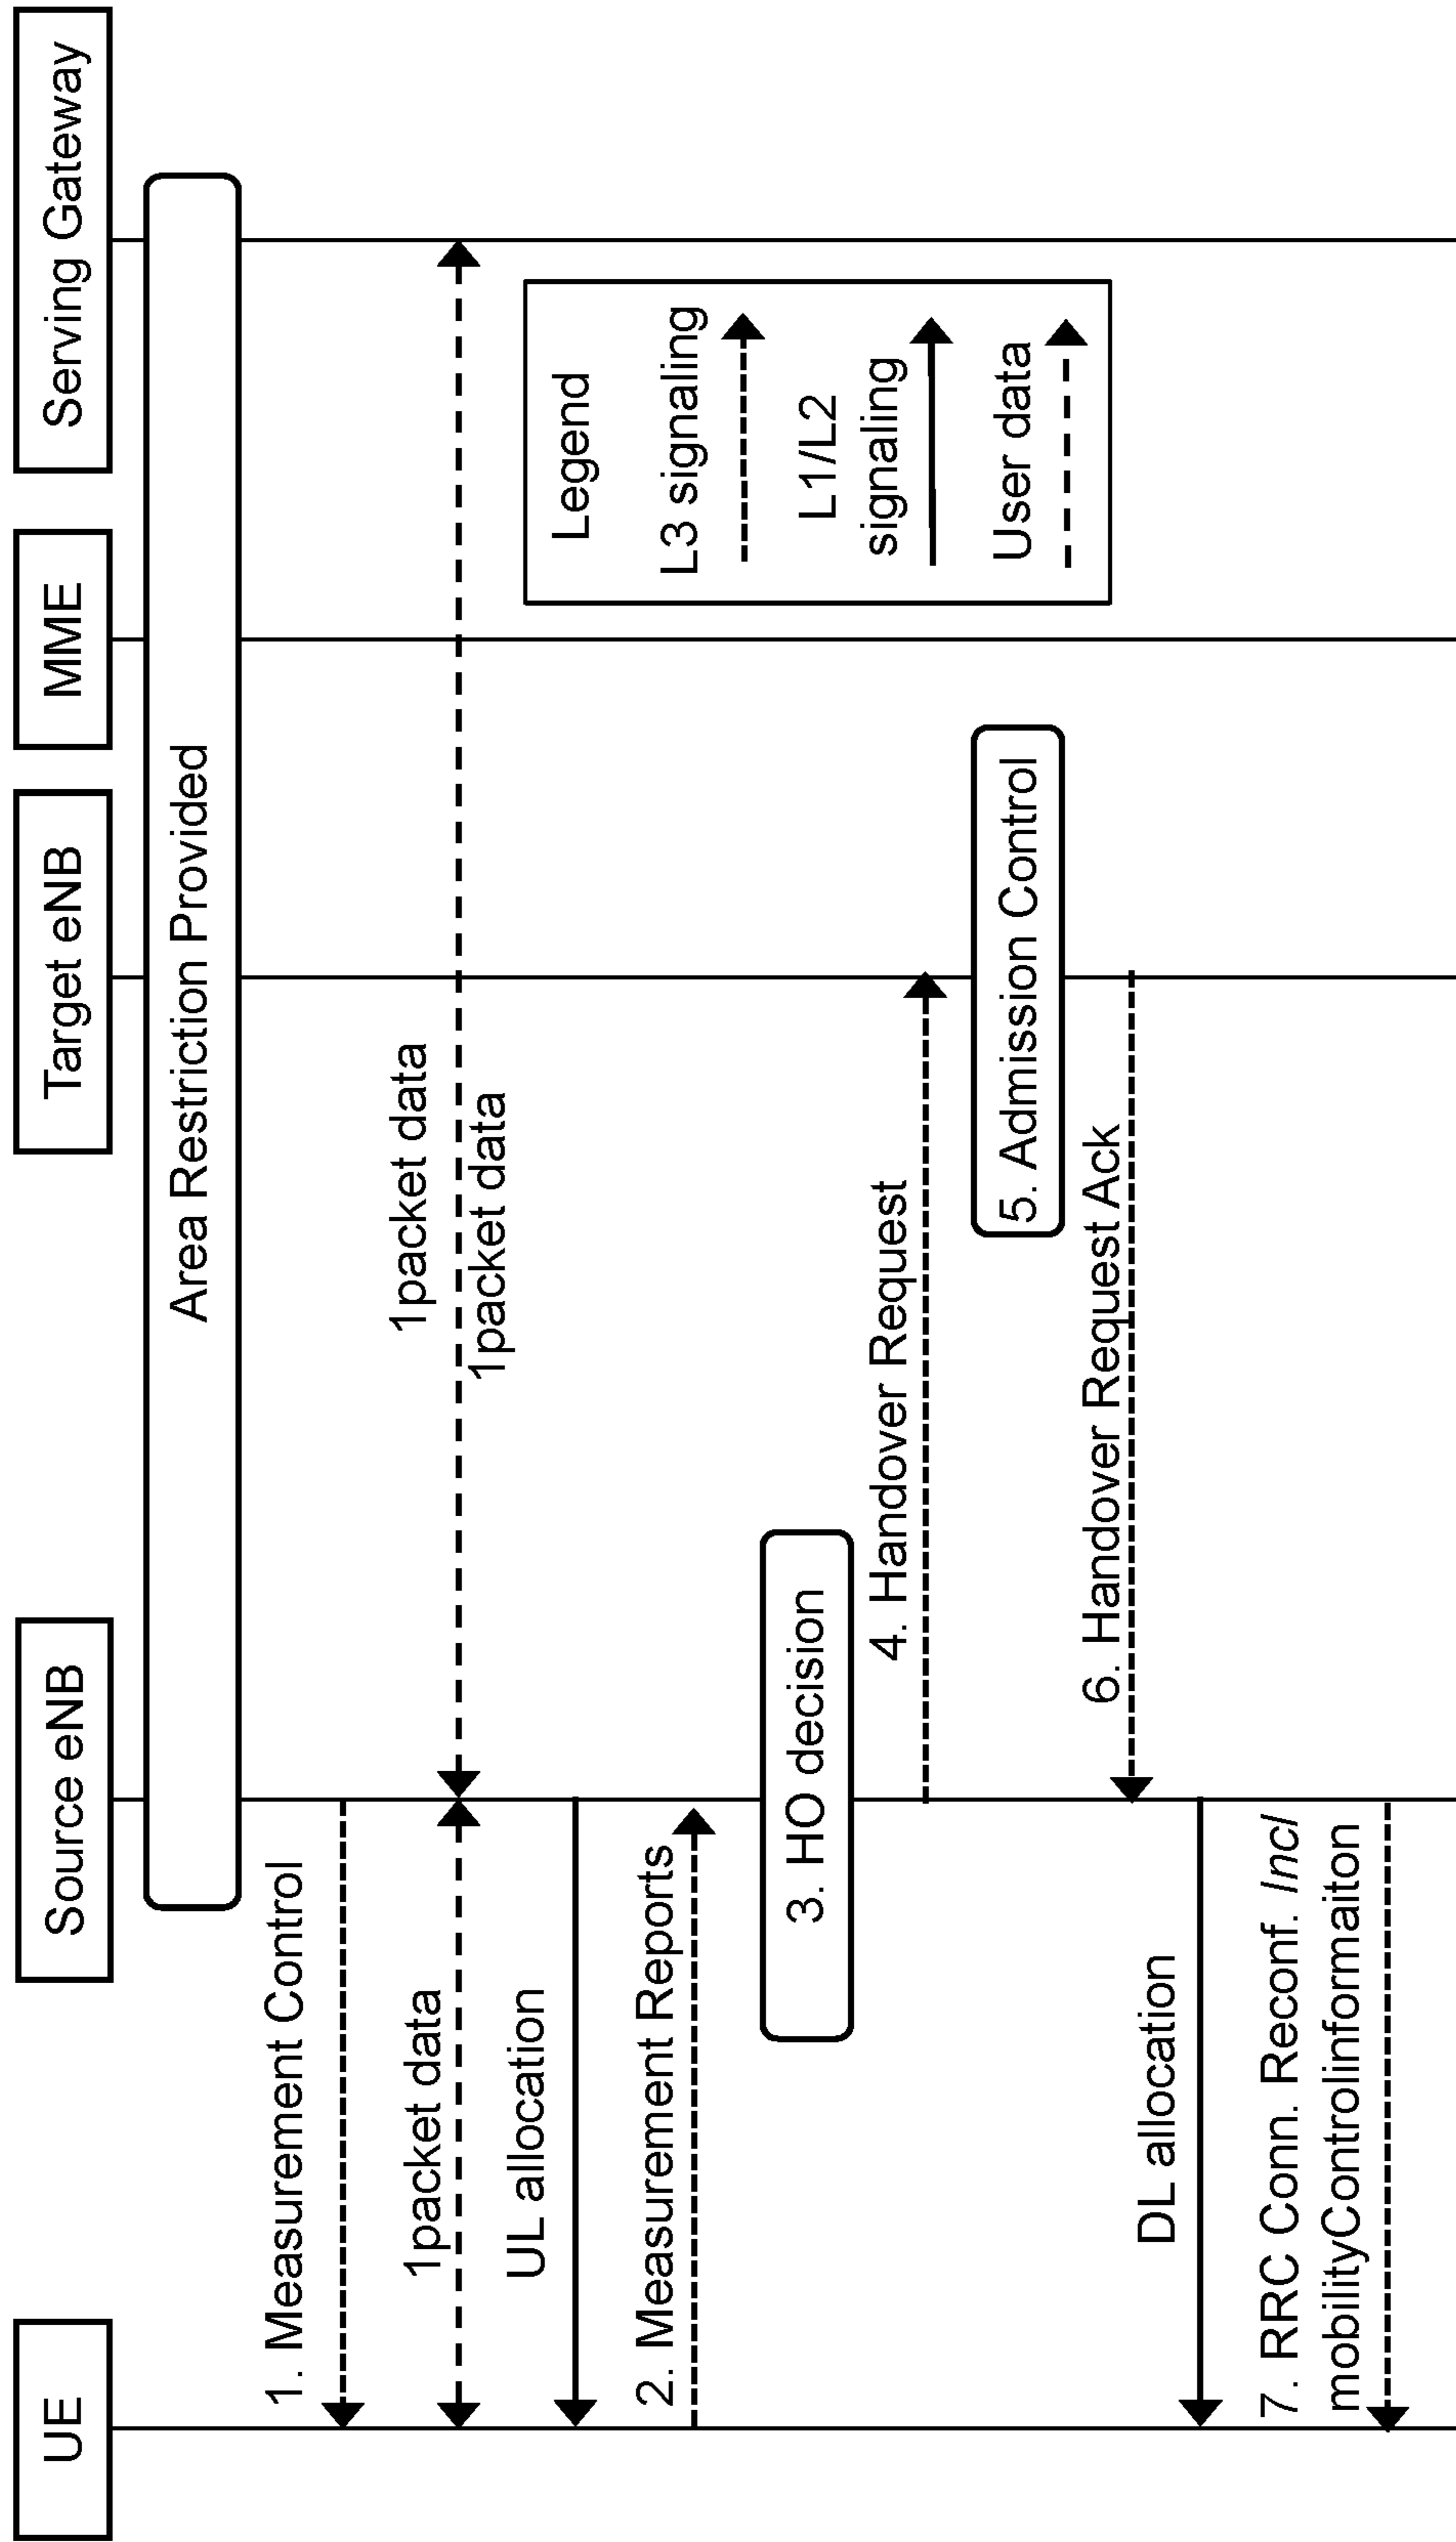 UE
Source eNB
Target eNB
MME
Serving Gateway
Area Restriction Provided
1. Measurement Control
1packet data
1packet data
1packet data
UL allocation
2. Measurement Reports
3. HO decision
4. Handover Request
5. Admission Control
6. Handover Request Ack
DL allocation
7. RRC Conn. Reconf. Incl
mobilityControlinformaiton
Legend
L3 signaling
L1/L2
signaling
User data